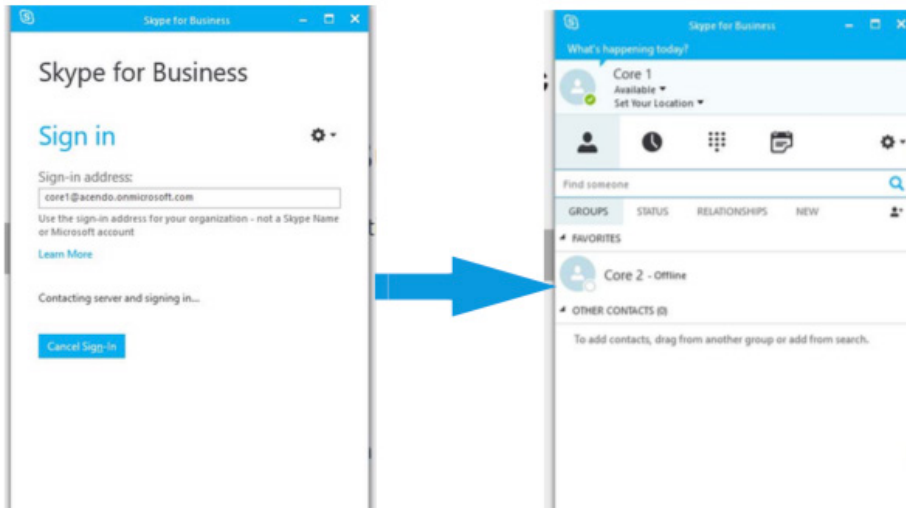 Skype for Business
Skype for Business
Sign in
Sign-in address:
core1@acendo.onmicrosoft.com
Use the sign-in address for your organization - not a Skype Name
or Microsoft account
Learn More
Contacting server and signing in...
Cancel Sign-In
Skype for Business
What's happening today?
Core 1
Available
Set Your Location
Find someone
GROUPS STATUS RELATIONSHIPS NEW
FAVORITES
Core 2 - Offline
OTHER CONTACTS (0)
To add contacts, drag from another group or add from search.